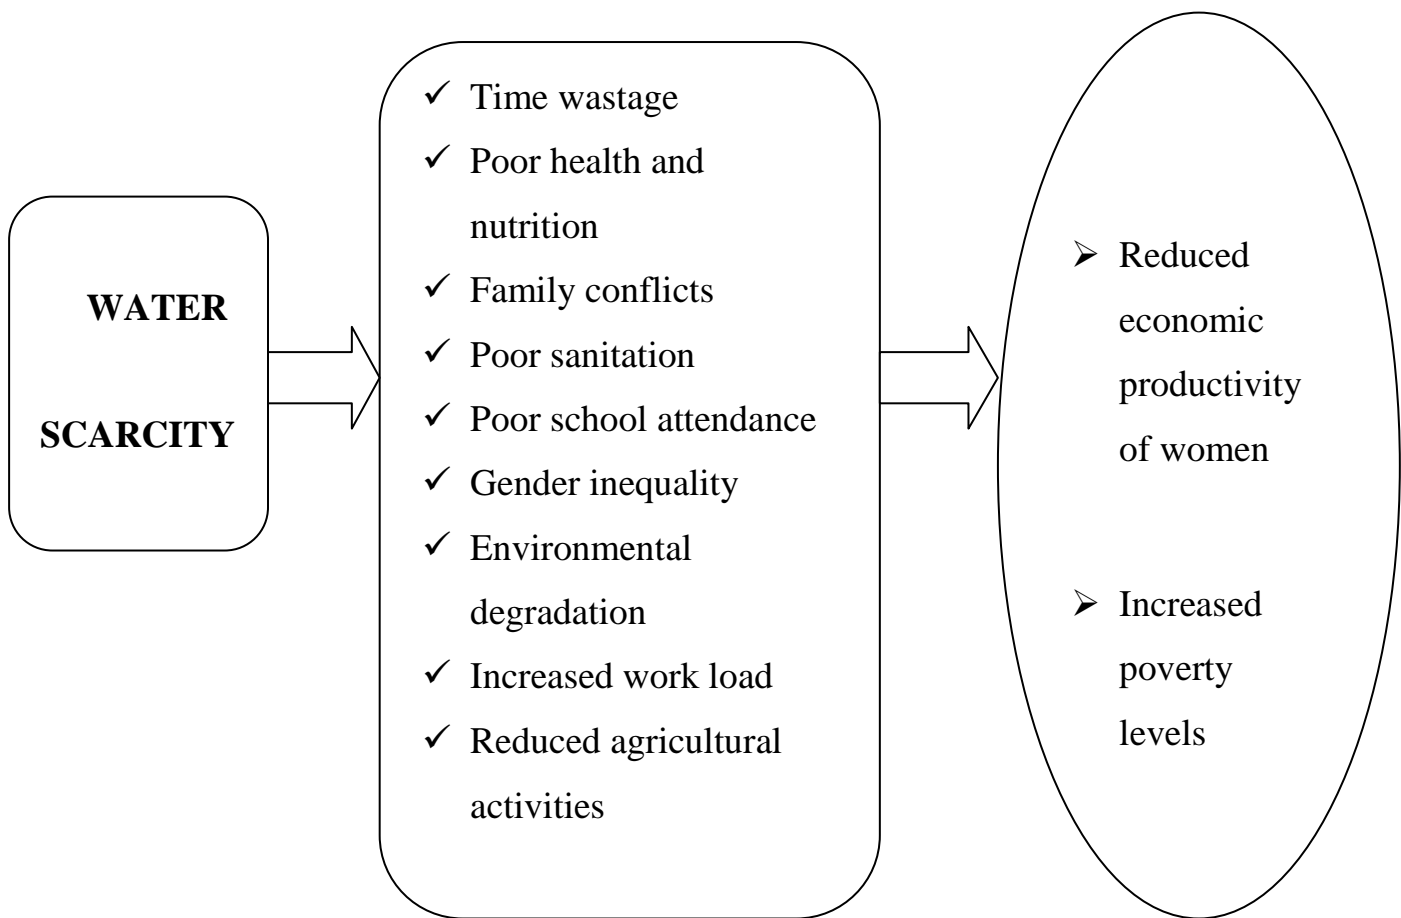 WATER
SCARCITY
✓ Time wastage
✓ Poor health and
nutrition
✓ Family conflicts
✓ Poor sanitation
✓ Poor school attendance
✓ Gender inequality
✓ Environmental
degradation
✓ Increased work load
✓ Reduced agricultural
activities
➢ Reduced
economic
productivity
of women
➢ Increased
poverty
levels